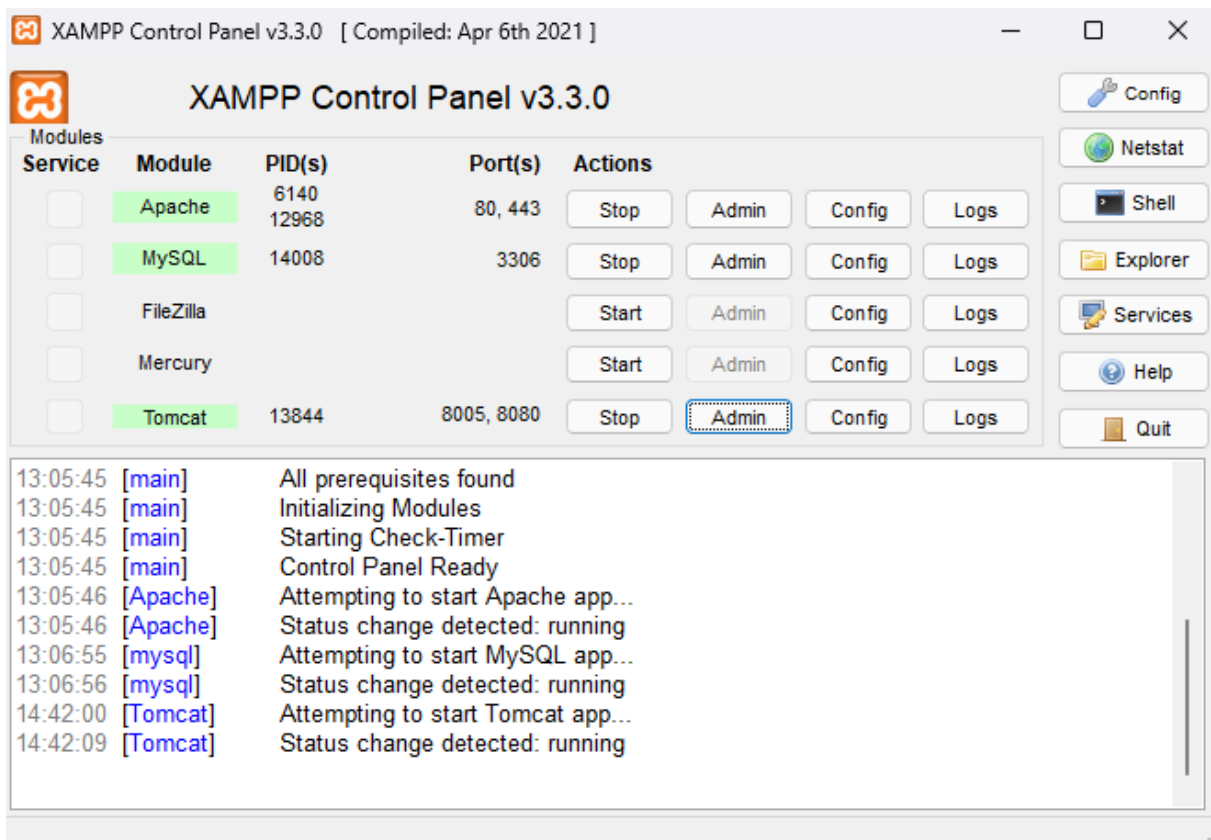 XAMPP Control Panel v3.3.0 [ Compiled: Apr 6th 2021 ]
XAMPP Control Panel v3.3.0
Config
Modules
Netstat
Service Module PID(s) Port(s) Actions
Apache 6140 12968 80, 443 Stop Admin Config Logs
Shell
MySQL 14008 3306 Stop Admin Config Logs
Explorer
FileZilla Start Admin Config Logs
Services
Mercury Start Admin Config Logs
Help
Tomcat 13844 8005, 8080 Stop Admin Config Logs
Quit
13:05:45 [main] All prerequisites found
13:05:45 [main] Initializing Modules
13:05:45 [main] Starting Check-Timer
13:05:45 [main] Control Panel Ready
13:05:46 [Apache] Attempting to start Apache app...
13:05:46 [Apache] Status change detected: running
13:06:55 [mysql] Attempting to start MySQL app...
13:06:56 [mysql] Status change detected: running
14:42:00 [Tomcat] Attempting to start Tomcat app...
14:42:09 [Tomcat] Status change detected: running